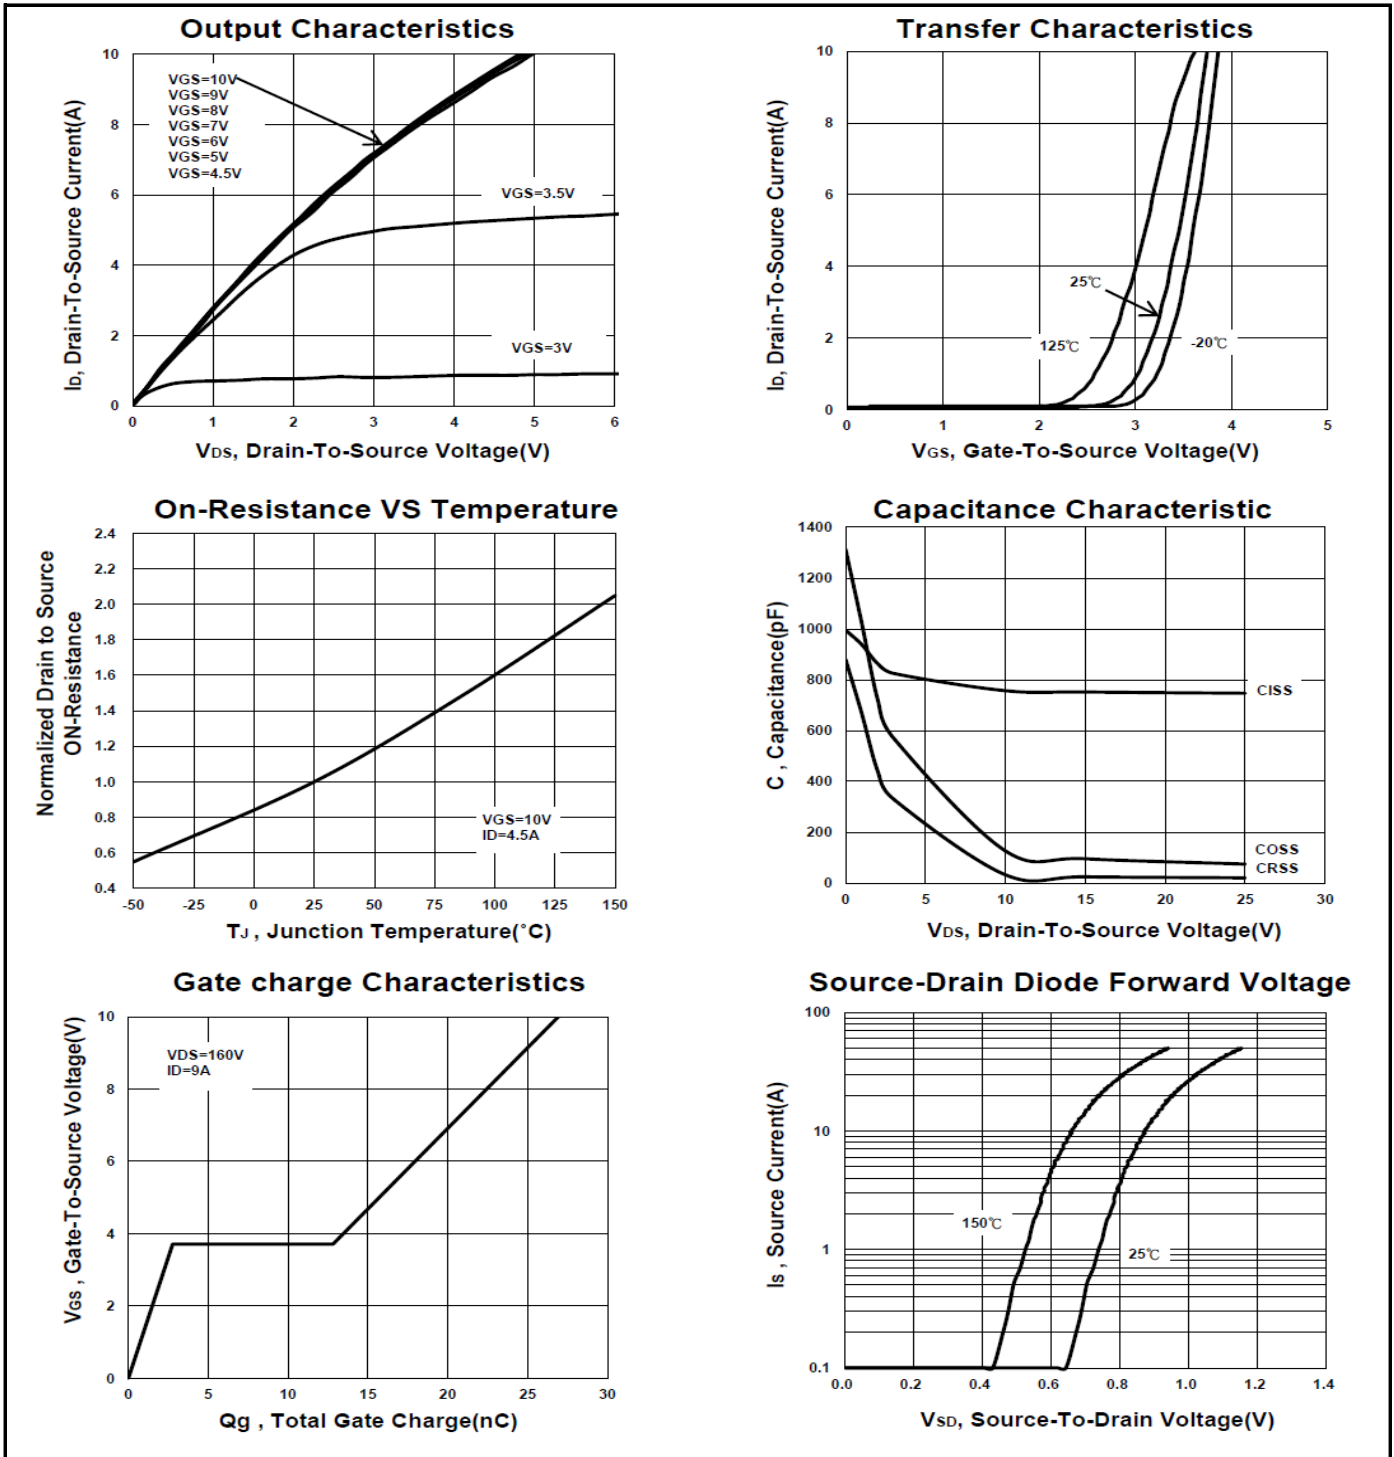 Output Characteristics
10
8
6
4
2
0
ID, Drain-To-Source Current(A)
VGS=10V
VGS=9V
VGS=8V
VGS=7V
VGS=6V
VGS=5V
VGS=4.5V
VGS=3.5V
VGS=3V
0 1 2 3 4 5 6
VDS, Drain-To-Source Voltage(V)
Transfer Characteristics
10
8
6
4
2
0
ID, Drain-To-Source Current(A)
25℃
125℃
-20℃
0 1 2 3 4 5
VGS, Gate-To-Source Voltage(V)
On-Resistance VS Temperature
2.4
2.2
2.0
1.8
1.6
1.4
1.2
1.0
0.8
0.6
0.4
Normalized Drain to Source
ON-Resistance
VGS=10V
ID=4.5A
-50 -25 0 25 50 75 100 125 150
TJ , Junction Temperature(°C)
Capacitance Characteristic
1400
1200
1000
800
600
400
200
0
C , Capacitance(pF)
CISS
COSS
CRSS
0 5 10 15 20 25 30
VDS, Drain-To-Source Voltage(V)
Gate charge Characteristics
10
8
6
4
2
0
VGS , Gate-To-Source Voltage(V)
VDS=160V
ID=9A
0 5 10 15 20 25 30
Qg , Total Gate Charge(nC)
Source-Drain Diode Forward Voltage
100
10
1
0.1
IS , Source Current(A)
150℃
25℃
0.0 0.2 0.4 0.6 0.8 1.0 1.2 1.4
VSD, Source-To-Drain Voltage(V)